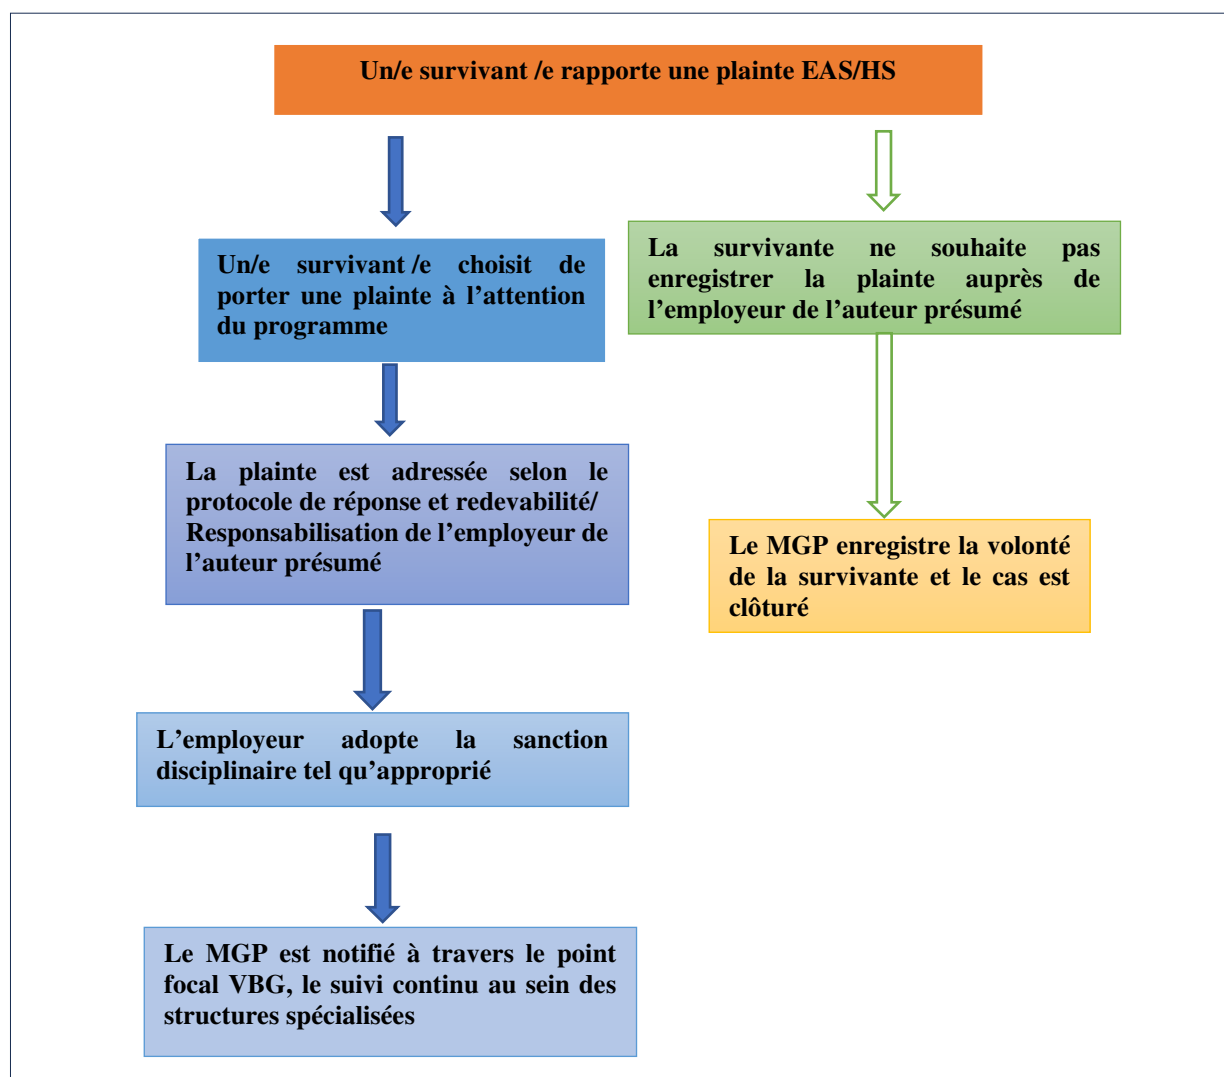 Un/e survivant /e rapporte une plainte EAS/HS
Un/e survivant /e choisit de
porter une plainte à l’attention
du programme
La plainte est adressée selon le
protocole de réponse et redevabilité/
Responsabilisation de l’employeur de
l’auteur présumé
L’employeur adopte la sanction
disciplinaire tel qu’approprié
Le MGP est notifié à travers le point
focal VBG, le suivi continu au sein des
structures spécialisées
La survivante ne souhaite pas
enregistrer la plainte auprès de
l’employeur de l’auteur présumé
Le MGP enregistre la volonté
de la survivante et le cas est
clôturé